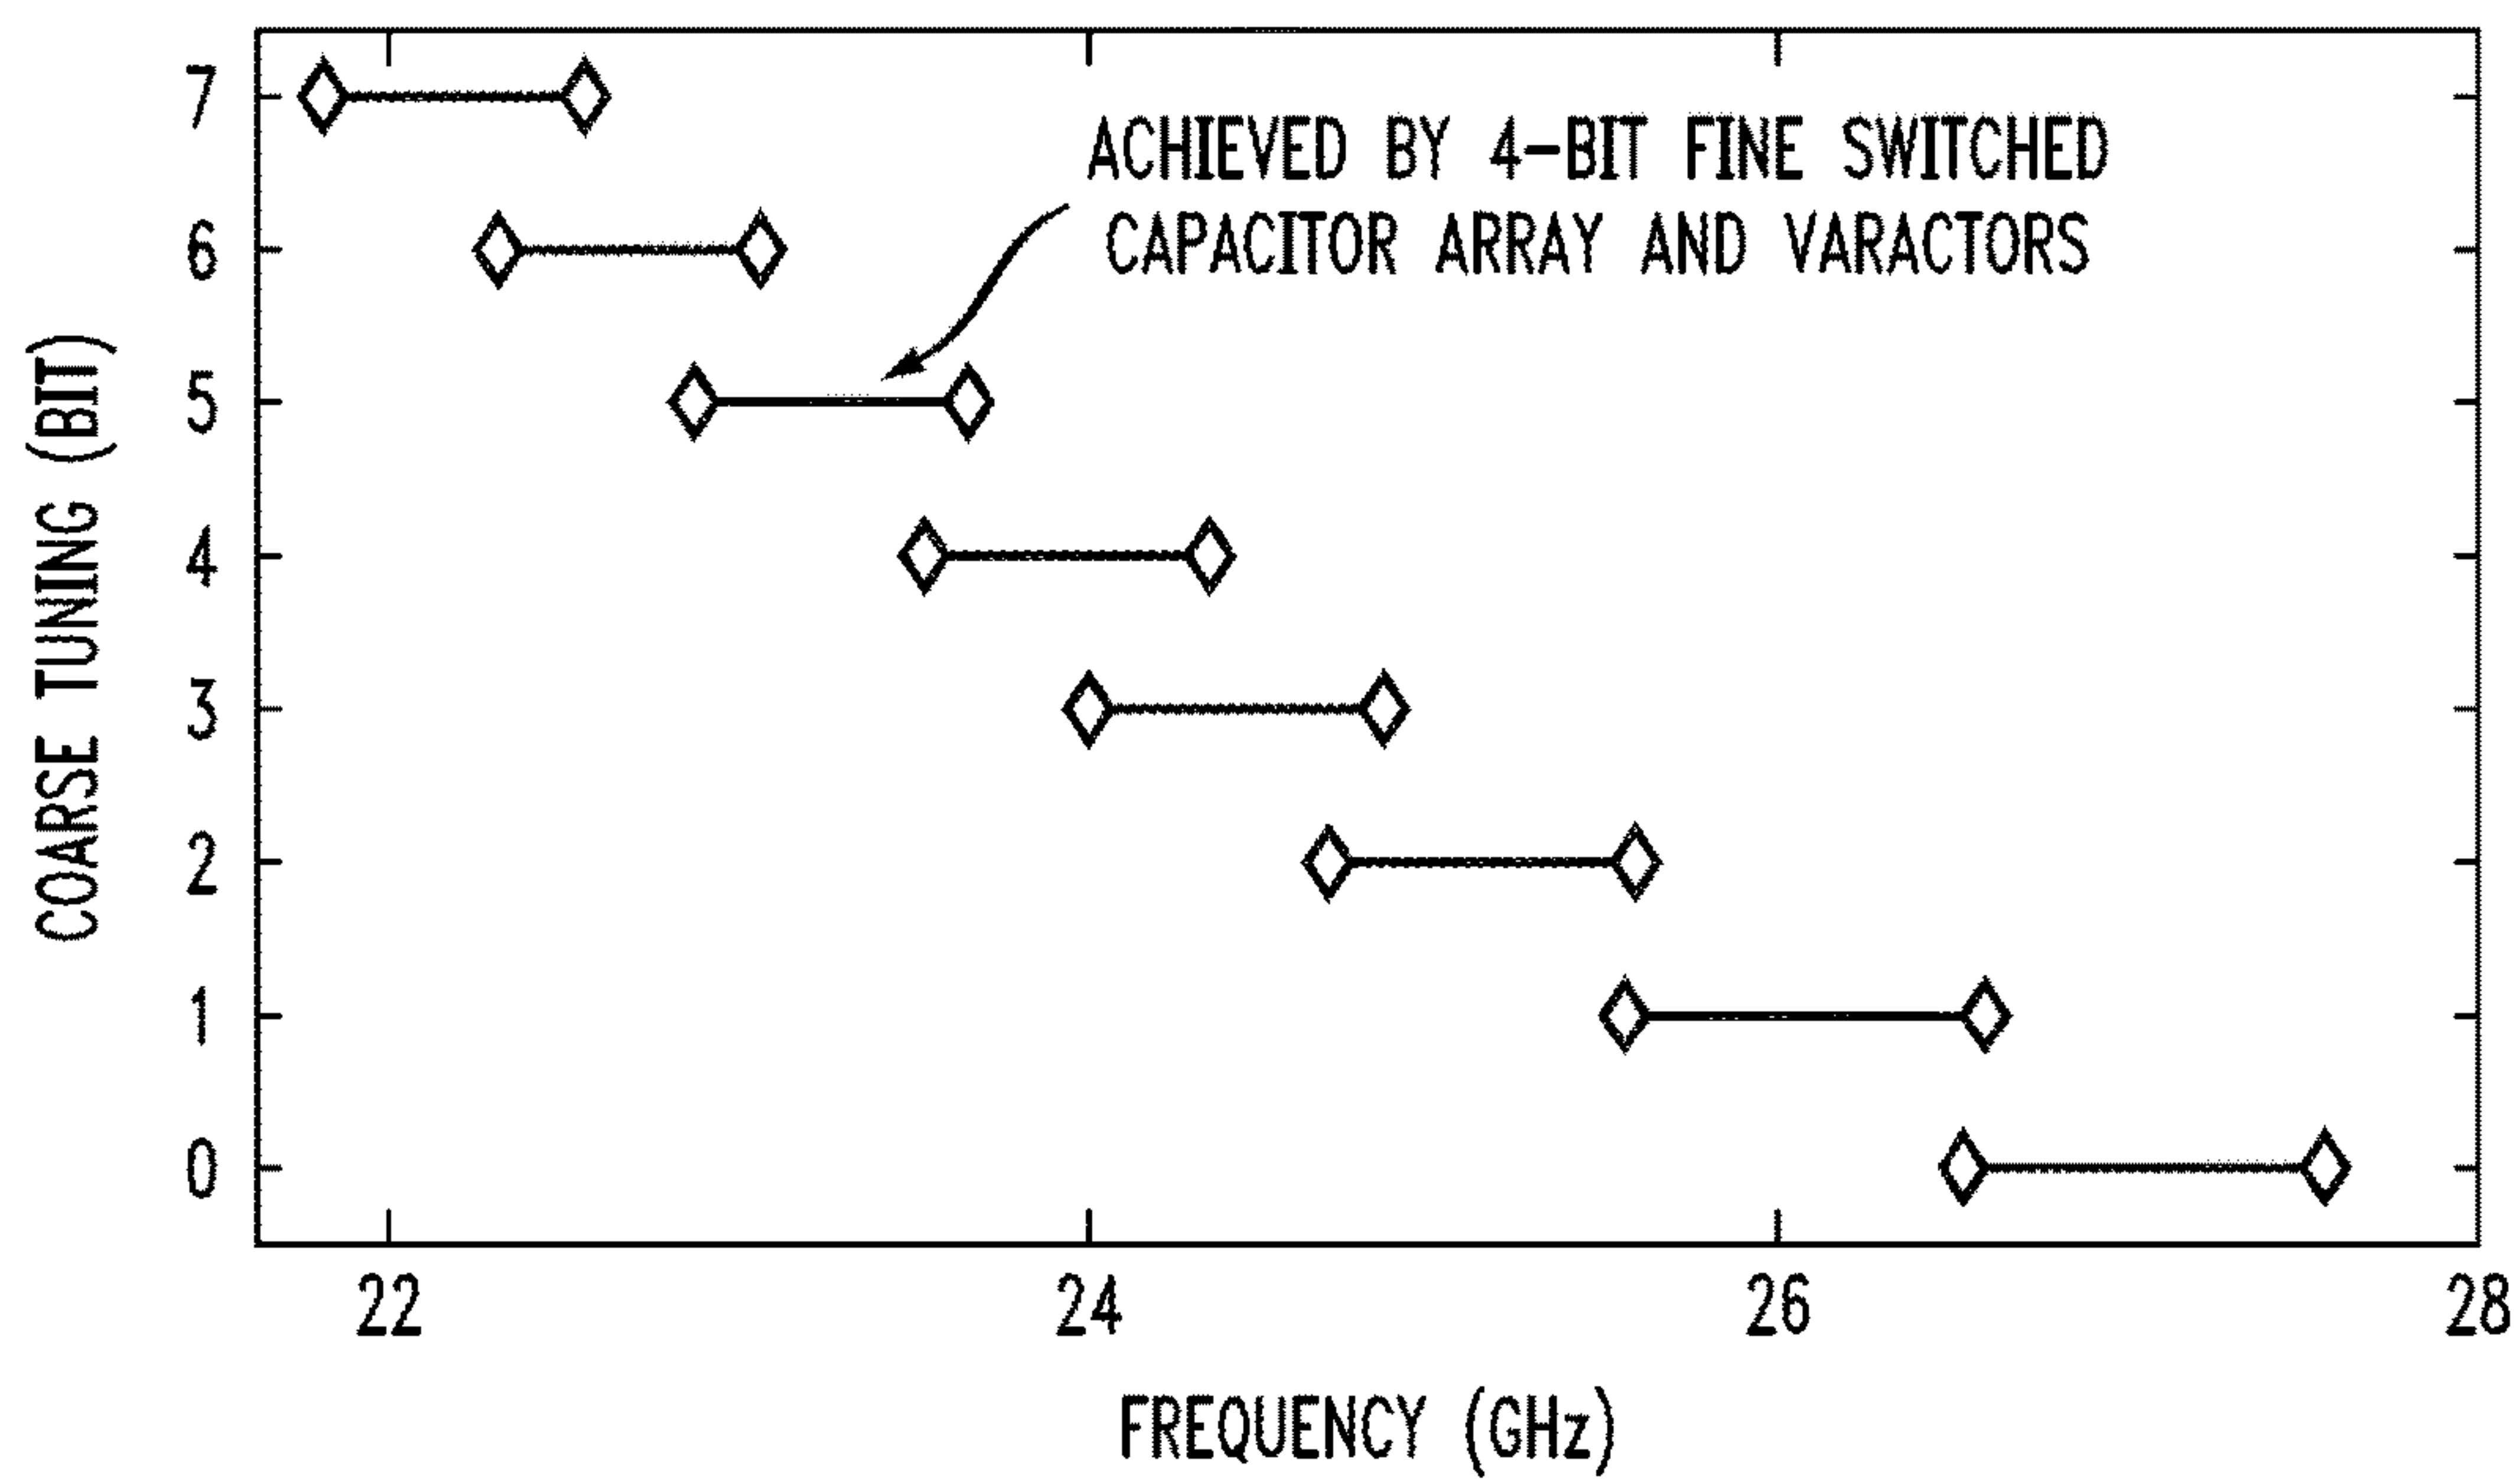 7
ACHIEVED BY 4-BIT FINE SWITCHED
CAPACITOR ARRAY AND VARACTORS
6
5
4
3
2
1
0
COARSE TUNING (BIT)
22 24 26 28
FREQUENCY (GHz)